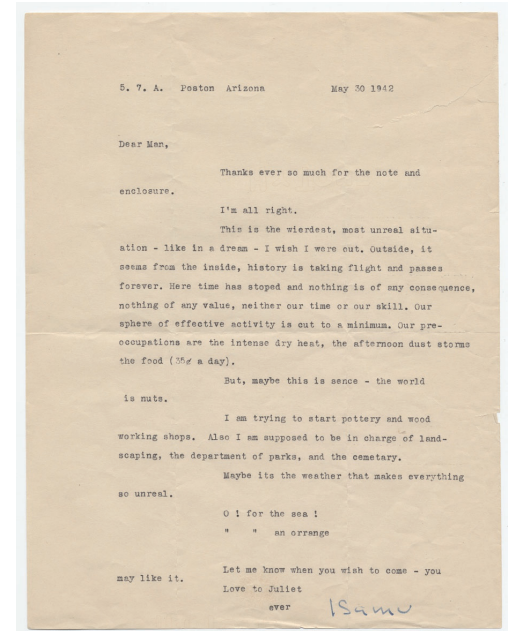 5. 7. A. Poston Arizona May 30 1942
Dear Man,
Thanks ever so much for the note and
enclosure.
I'm all right.
This is the wierdest, most unreal situ-
ation - like in a dream - I wish I were out. Outside, it
seems from the inside, history is taking flight and passes
forever. Here time has stoped and nothing is of any consequence,
nothing of any value, neither our time or our skill. Our
sphere of effective activity is cut to a minimum. Our pre-
occupations are the intense dry heat, the afternoon dust storms
the food (35¢ a day).
But, maybe this is sence - the world
is nuts.
I am trying to start pottery and wood
working shops. Also I am supposed to be in charge of land-
scaping, the department of parks, and the cemetary.
Maybe its the weather that makes everything
so unreal.
O ! for the sea !
" " an orrange
Let me know when you wish to come - you
may like it.
Love to Juliet
ever Isamu